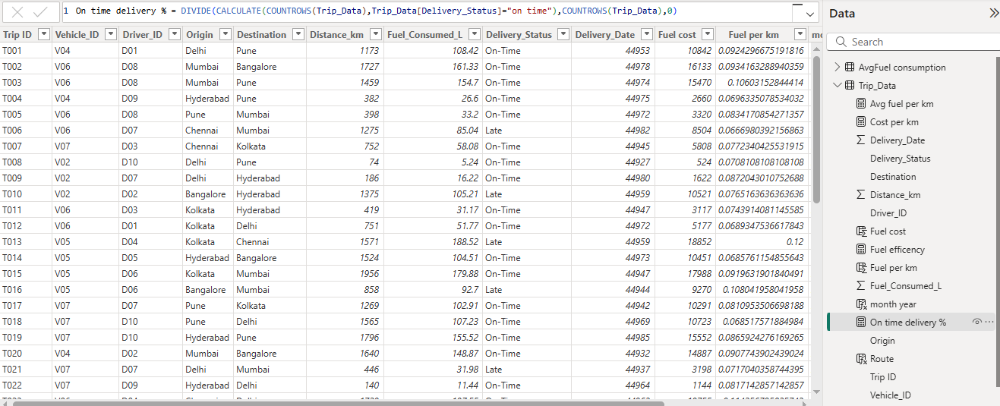 1 On time delivery % = DIVIDE(CALCULATE(COUNTROWS(Trip_Data),Trip_Data[Delivery_Status]="on time"),COUNTROWS(Trip_Data),0)
Trip ID Vehicle_ID Driver_ID Origin Destination Distance_km Fuel_Consumed_L Delivery_Status Delivery_Date Fuel cost Fuel per km
T001 V04 D01 Delhi Pune 1173 108.42 On-Time 44953 10842 0.0924296675191816
T002 V06 D08 Mumbai Bangalore 1727 161.33 On-Time 44978 16133 0.0934163288940359
T003 V06 D08 Mumbai Pune 1459 154.7 On-Time 44974 15470 0.10603152844414
T004 V04 D09 Hyderabad Pune 382 26.6 On-Time 44975 2660 0.0696335078534032
T005 V06 D08 Pune Mumbai 398 33.2 On-Time 44972 3320 0.0834170854271357
T006 V06 D07 Chennai Mumbai 1275 85.04 Late 44982 8504 0.0666980392156863
T007 V07 D03 Chennai Kolkata 752 58.08 On-Time 44945 5808 0.0772340425531915
T008 V02 D10 Delhi Pune 74 5.24 On-Time 44927 524 0.0708108108108108
T009 V02 D07 Delhi Hyderabad 186 16.22 On-Time 44980 1622 0.0872043010752688
T010 V02 D02 Bangalore Hyderabad 1375 105.21 Late 44959 10521 0.0765163636363636
T011 V06 D03 Kolkata Hyderabad 419 31.17 On-Time 44947 3117 0.0743914081145585
T012 V06 D01 Kolkata Delhi 751 51.77 On-Time 44972 5177 0.0689347536617843
T013 V05 D04 Kolkata Chennai 1571 188.52 Late 44959 18852 0.12
T014 V05 D05 Hyderabad Bangalore 1524 104.51 On-Time 44973 10451 0.0685761154855643
T015 V05 D06 Kolkata Mumbai 1956 179.88 On-Time 44947 17988 0.0919631901840491
T016 V05 D06 Bangalore Mumbai 858 92.7 Late 44944 9270 0.108041958041958
T017 V07 D07 Pune Kolkata 1269 102.91 On-Time 44942 10291 0.0810953506698188
T018 V07 D10 Pune Delhi 1565 107.23 On-Time 44969 10723 0.068517571884984
T019 V07 D10 Hyderabad Pune 1796 155.52 On-Time 44985 15552 0.0865924276169265
T020 V04 D02 Mumbai Bangalore 1640 148.87 On-Time 44932 14887 0.0907743902439024
T021 V07 D07 Delhi Mumbai 446 31.98 Late 44937 3198 0.0717040358744395
T022 V07 D09 Hyderabad Delhi 140 11.44 On-Time 44964 1144 0.0817142857142857
Data
Search
AvgFuel consumption
Trip_Data
Avg fuel per km
Cost per km
Delivery_Date
Delivery_Status
Destination
Distance_km
Driver_ID
Fuel cost
Fuel efficency
Fuel per km
Fuel_Consumed_L
month year
On time delivery %
Origin
Route
Trip ID
Vehicle_ID